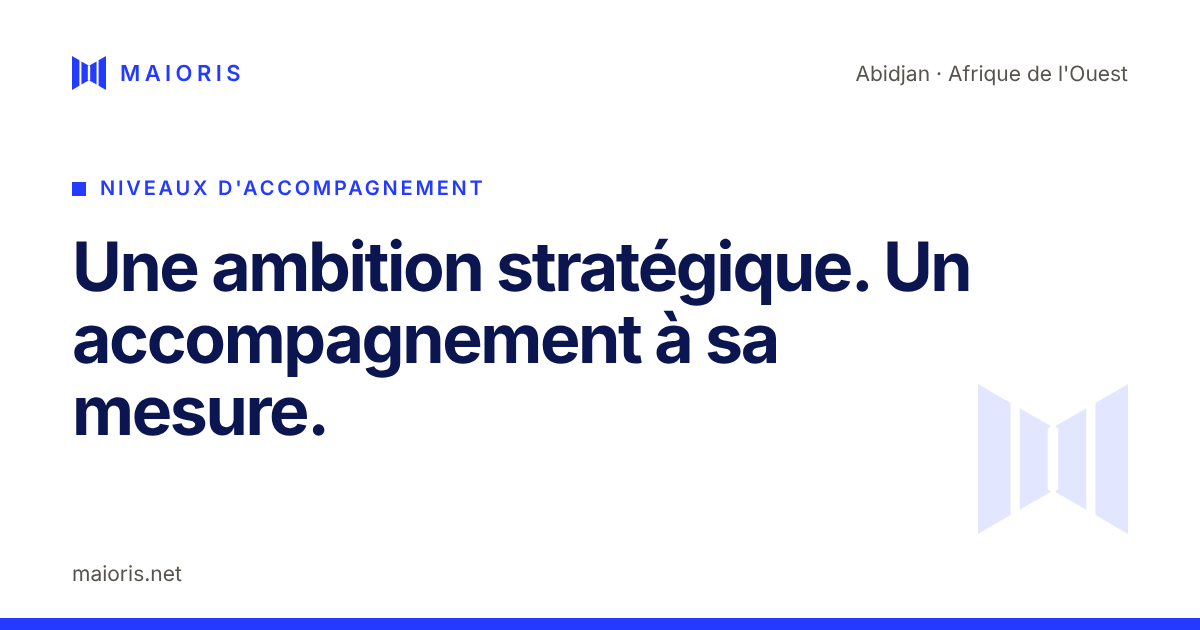 MAIORIS
Abidjan · Afrique de l'Ouest
NIVEAUX D'ACCOMPAGNEMENT
Une ambition stratégique. Un
accompagnement à sa
mesure.
maioris.net